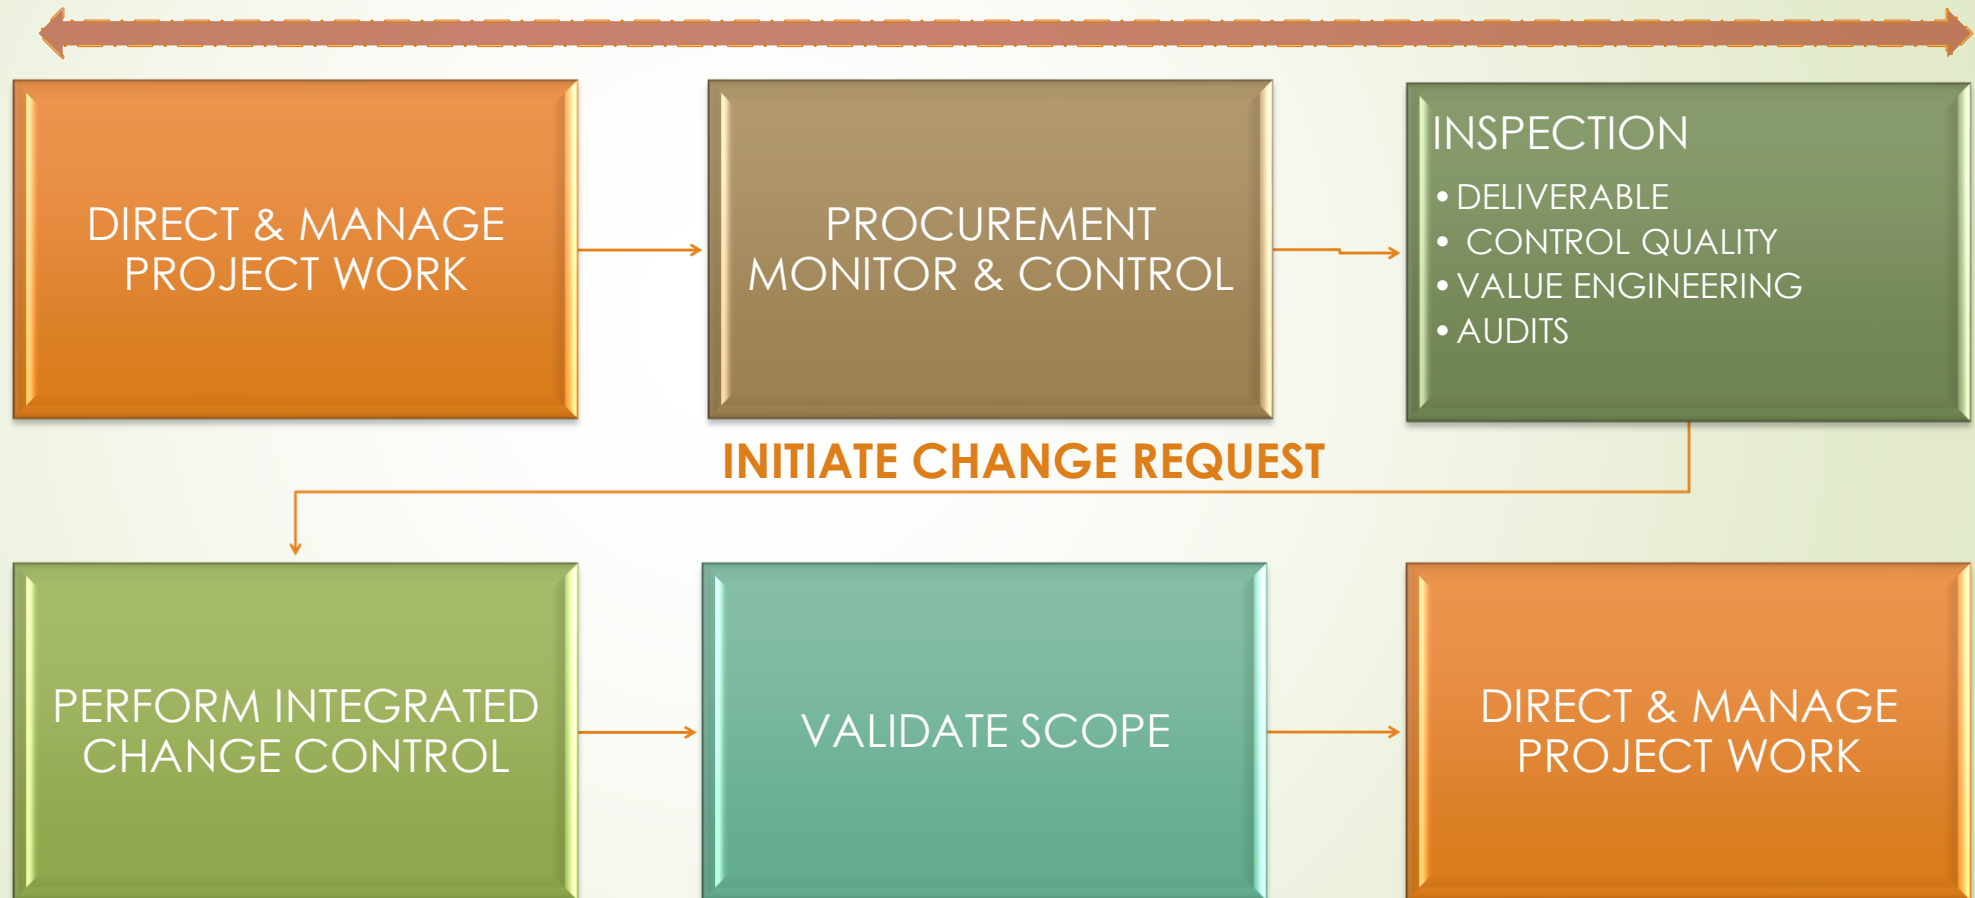 DIRECT & MANAGE
PROJECT WORK
PROCUREMENT
MONITOR & CONTROL
INSPECTION
• DELIVERABLE
• CONTROL QUALITY
• VALUE ENGINEERING
• AUDITS
INITIATE CHANGE REQUEST
PERFORM INTEGRATED
CHANGE CONTROL
VALIDATE SCOPE
DIRECT & MANAGE
PROJECT WORK